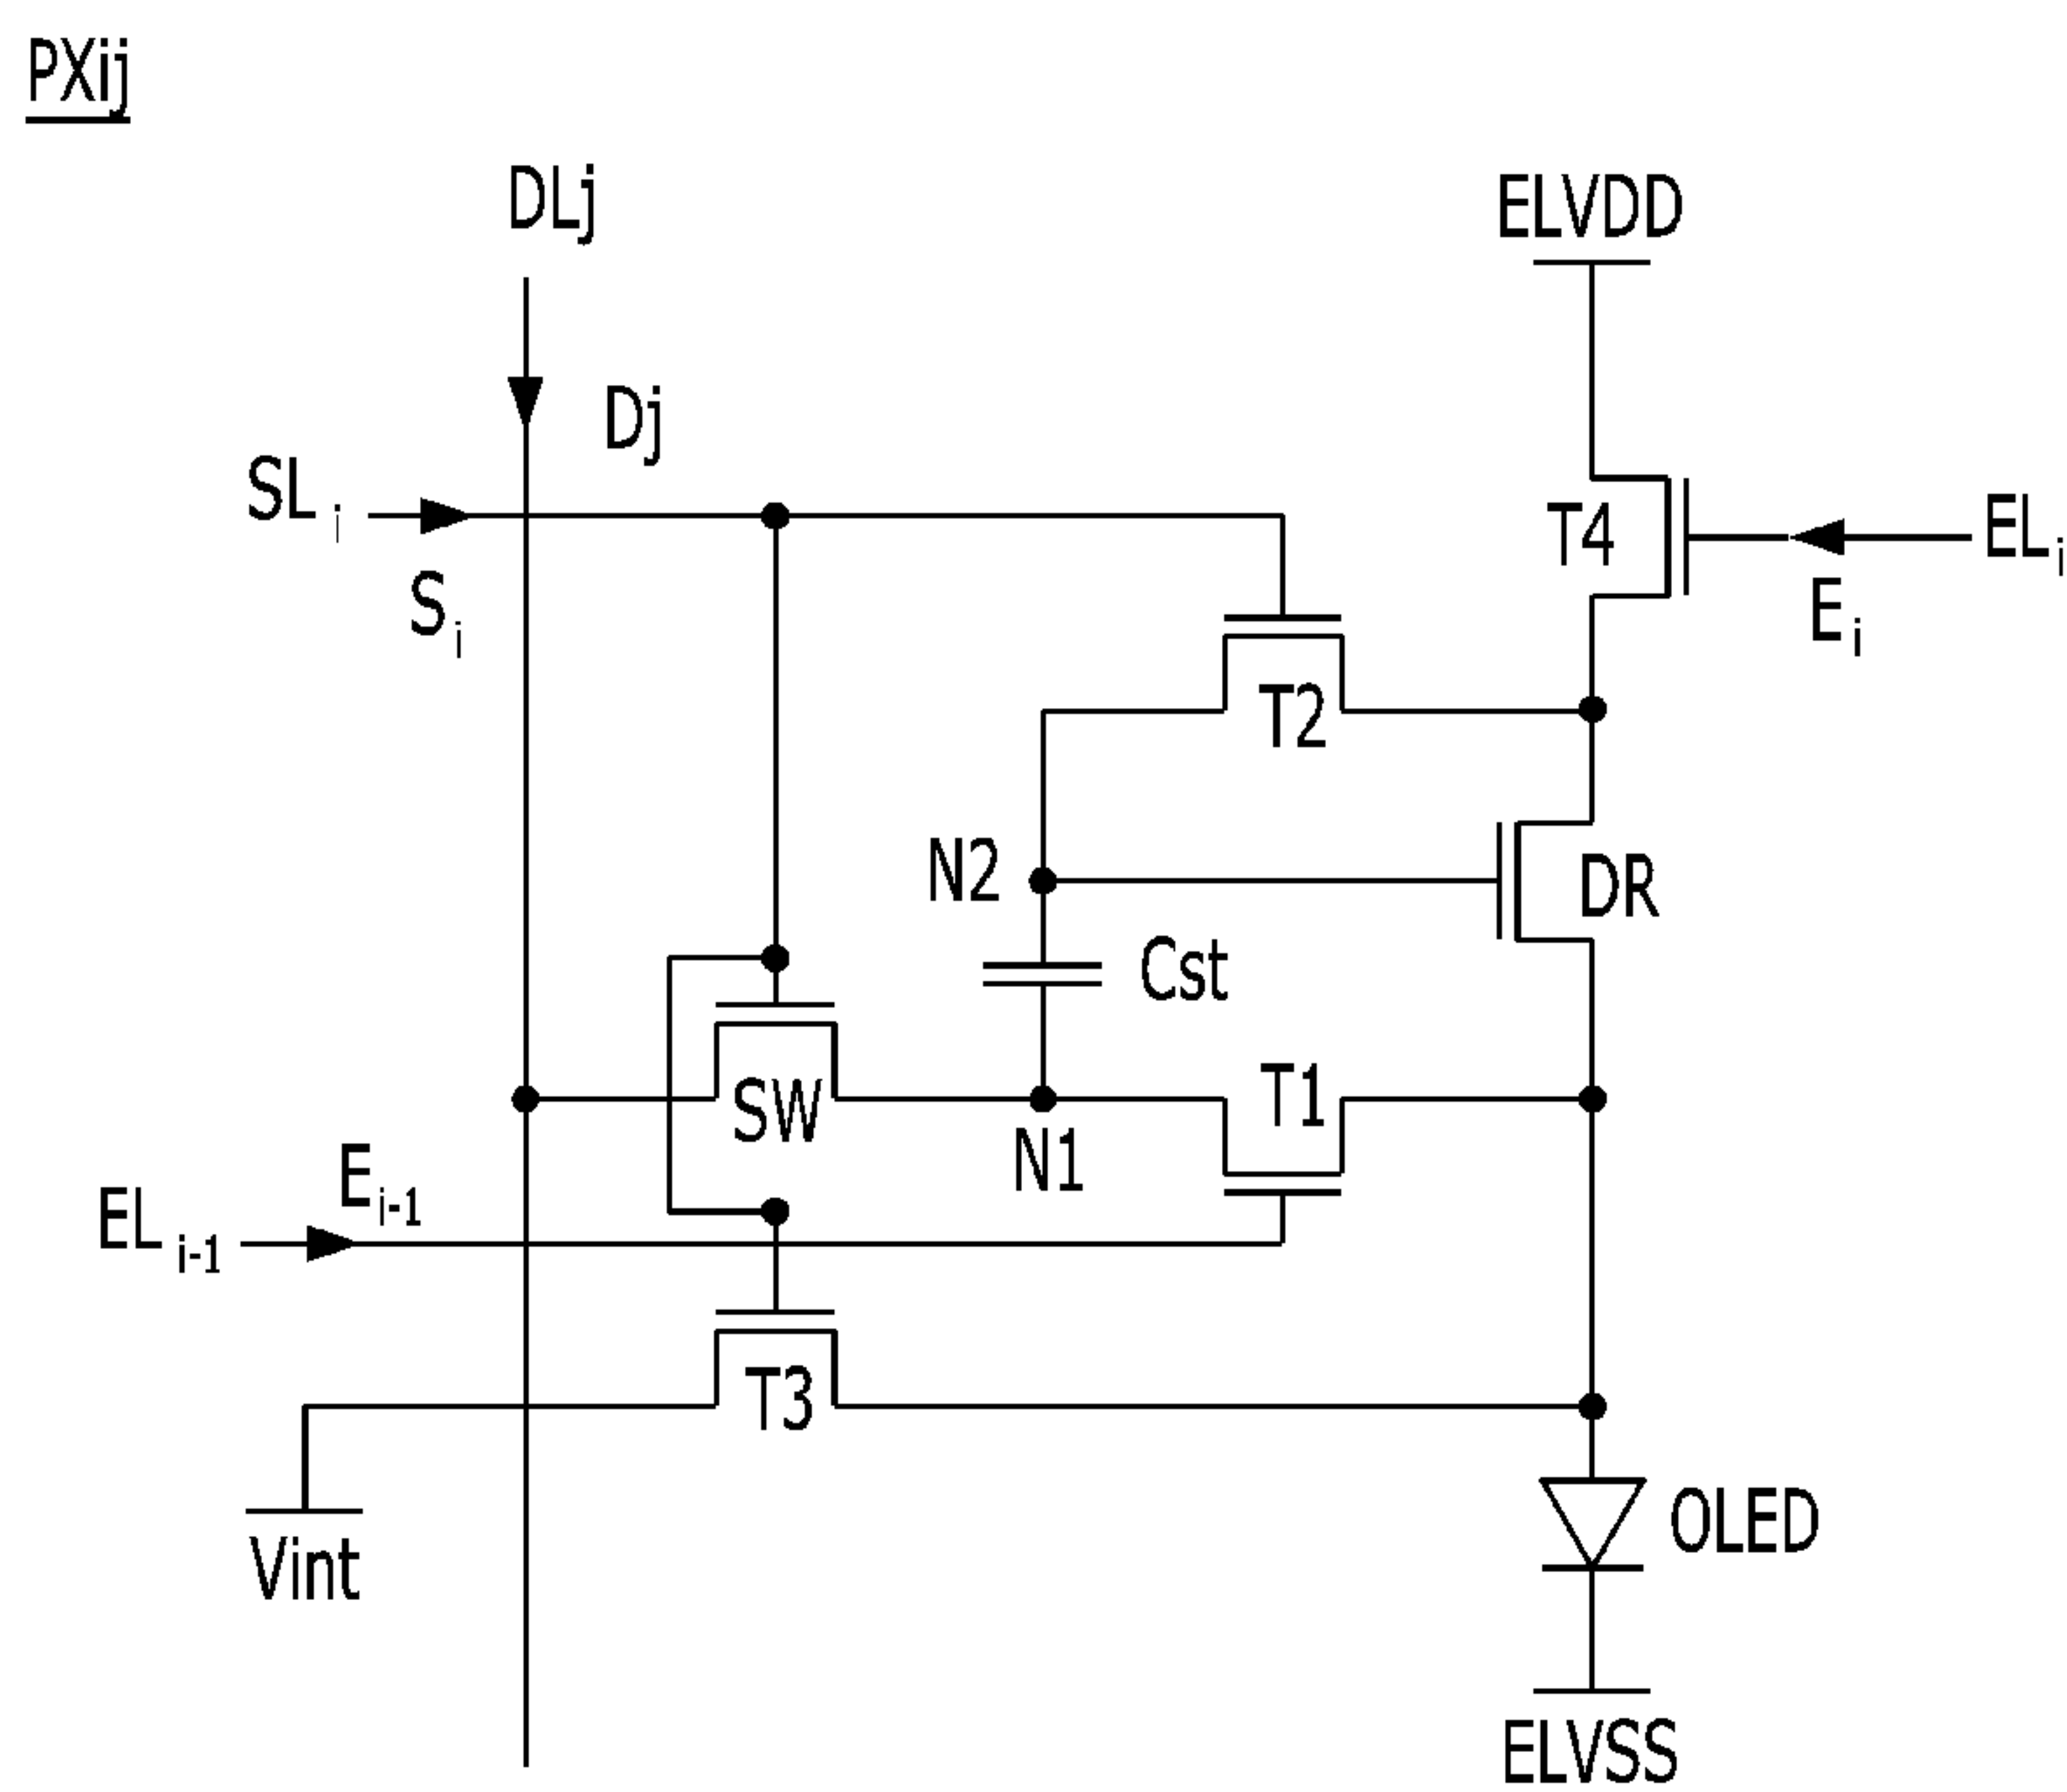 PXij
DLj
ELVDD
Dj
SL i
S i
T4
EL i
E i
T2
N2
DR
Cst
SW
T1
N1
E i-1
EL i-1
T3
Vint
OLED
ELVSS